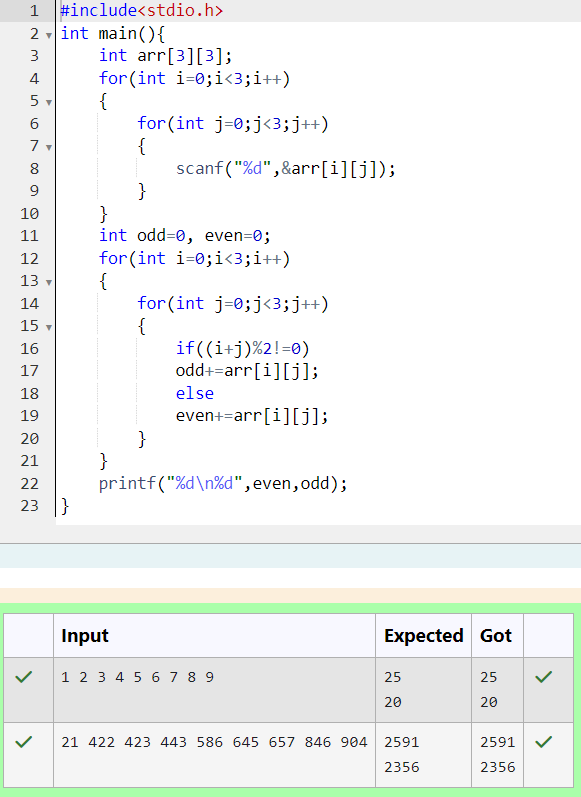 1 #include<stdio.h>
2 int main(){
3     int arr[3][3];
4     for(int i=0;i<3;i++)
5     {
6         for(int j=0;j<3;j++)
7         {
8             scanf("%d",&arr[i][j]);
9         }
10     }
11     int odd=0, even=0;
12     for(int i=0;i<3;i++)
13     {
14         for(int j=0;j<3;j++)
15         {
16             if((i+j)%2!=0)
17             odd+=arr[i][j];
18             else
19             even+=arr[i][j];
20         }
21     }
22     printf("%d\n%d",even,odd);
23 }
Input Expected Got
1 2 3 4 5 6 7 8 9 25 25
20 20
21 422 423 443 586 645 657 846 904 2591 2591
2356 2356